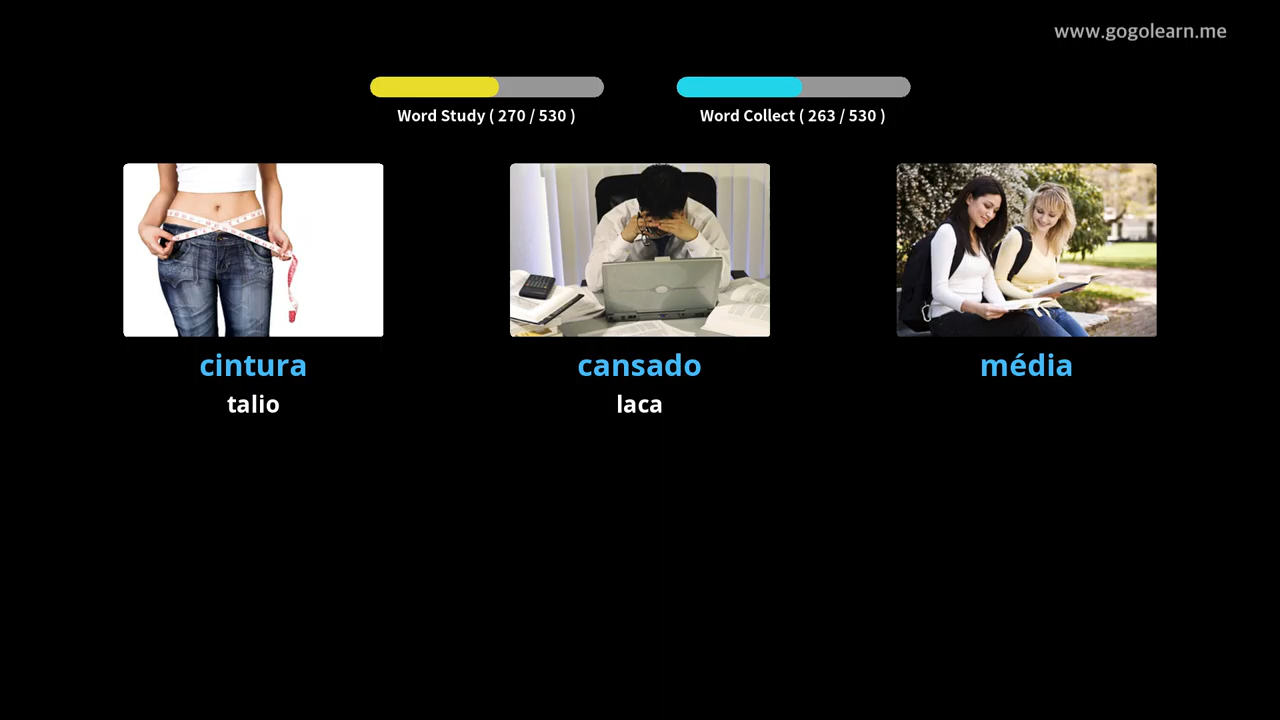 www.gogolearn.me
Word Study ( 270 / 530 )
Word Collect ( 263 / 530 )
cintura
talio
cansado
laca
média